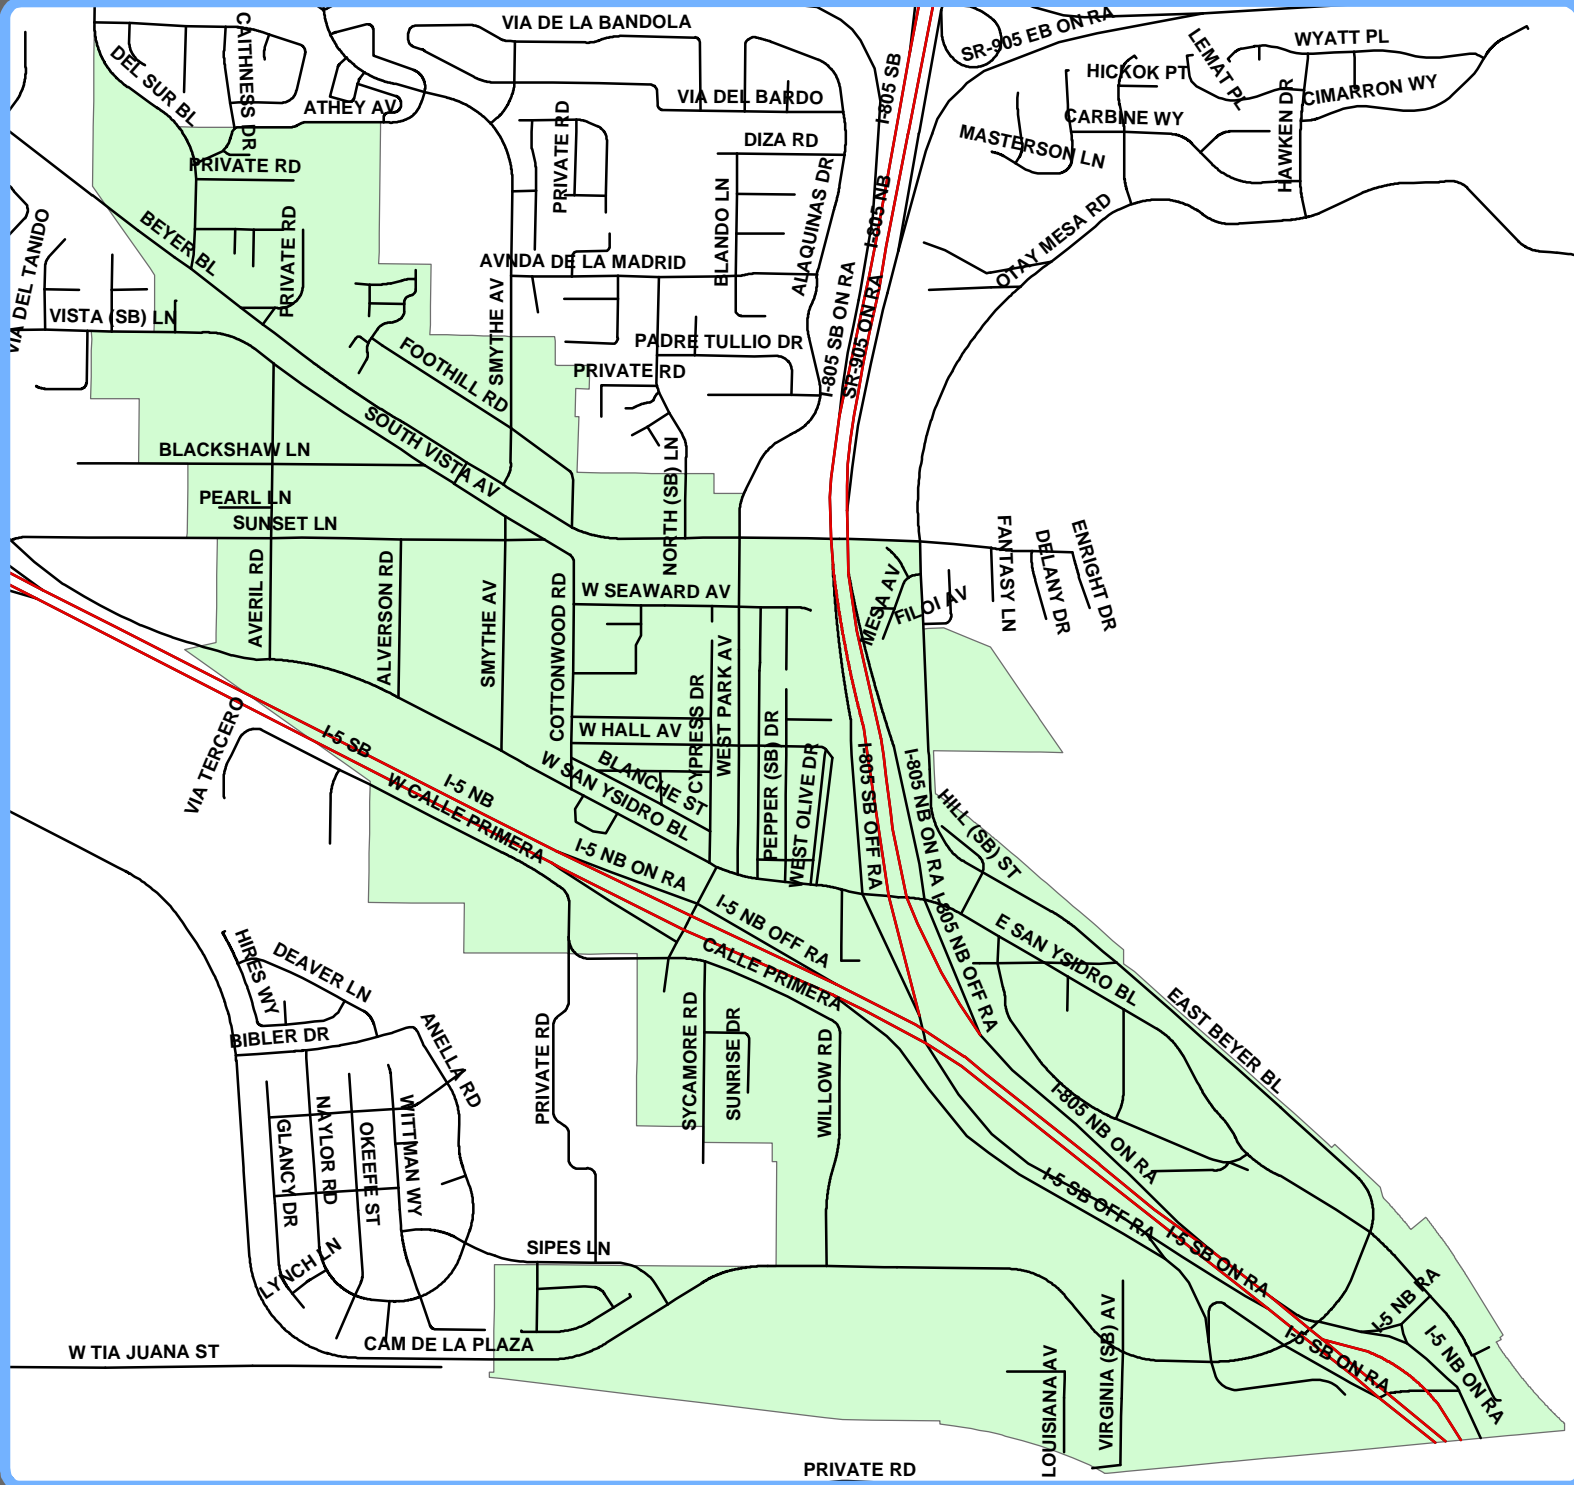 VIA DE LA BANDOLA
SR-905 EB ON RA
WYATT PL
CAITHNESS DR
DEL SUR BL
LEMAT PL
HICKOK PT
CIMARRON WY
HAWKEN DR
I-805 SB
VIA DEL BARDO
ATHEY AV
CARBINE WY
MASTERSON LN
DIZA RD
PRIVATE RD
PRIVATE RD
BLANDO LN
ALAQUINAS DR
I-805 NB
OTAY MESA RD
BEYER BL
PRIVATE RD
VIA DEL TANIDO
AVNDA DE LA MADRID
VISTA (SB) LN
SMYTHE AV
I-805 SB ON RA
SR-905 ON RA
PADRE TULLIO DR
FOOTHILL RD
PRIVATE RD
SOUTH VISTA AV
BLACKSHAW LN
NORTH (SB) LN
PEARL LN
SUNSET LN
FANTASY LN
DELANY DR
ENRIGHT DR
AVERIL RD
ALVERSON RD
SMYTHE AV
COTTONWOOD RD
W SEAWARD AV
MESA AV
FILOI AV
CYPRESS DR
WEST PARK AV
W HALL AV
PEPPER (SB) DR
WEST OLIVE DR
VIA TERCERO
I-5 SB
I-5 NB
W CALLE PRIMERA
W SAN YSIDRO BL
BLANCHE ST
I-805 SB OFF RA
I-805 NB ON RA
HILL (SB) ST
I-5 NB ON RA
I-5 NB OFF RA
I-805 NB OFF RA
E SAN YSIDRO BL
CALLE PRIMERA
HIRES WY
DEAVER LN
EAST BEYER BL
BIBLER DR
ANELLA RD
PRIVATE RD
SYCAMORE RD
SUNRISE DR
WILLOW RD
GLANCY DR
NAYLOR RD
OKEEFE ST
WITTMAN WY
I-805 NB ON RA
I-5 SB OFF RA
I-5 SB ON RA
LYNCH LN
SIPES LN
I-5 NB RA
I-5 SB ON RA
I-5 NB ON RA
CAM DE LA PLAZA
W TIA JUANA ST
LOUISIANA AV
VIRGINIA (SB) AV
PRIVATE RD